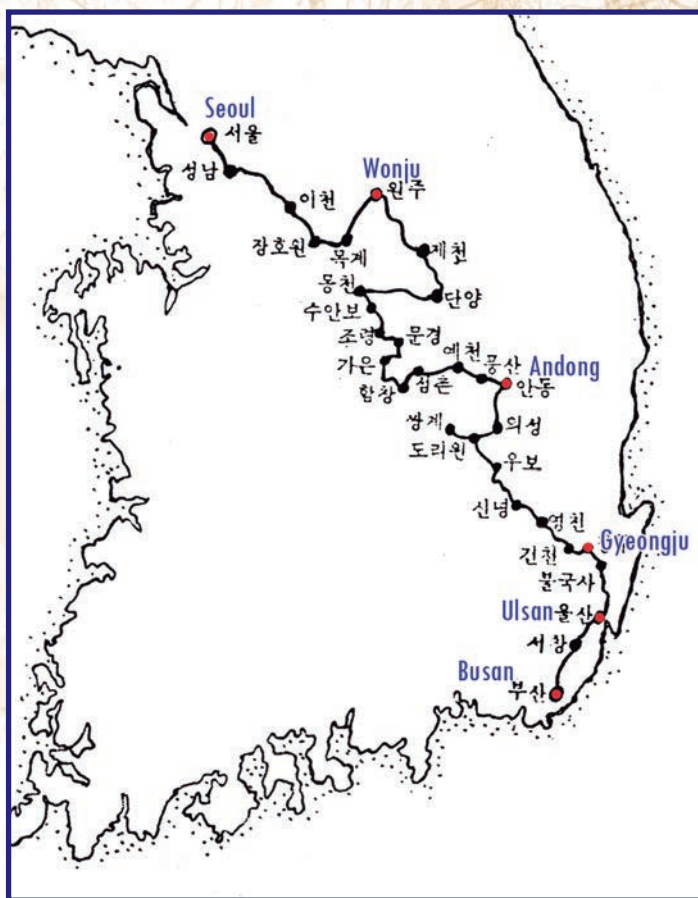 Seoul
서울
성남
이천
장호원
목계
Wonju
원주
제천
단양
동천
수안보
조령
문경
가은
함창
점촌
예천
풍산
Andong
안동
의성
쌍계
도리원
우보
신녕
영천
건천
Gyeongju
불국사
Ulsan 울산
서창
Busan
부산